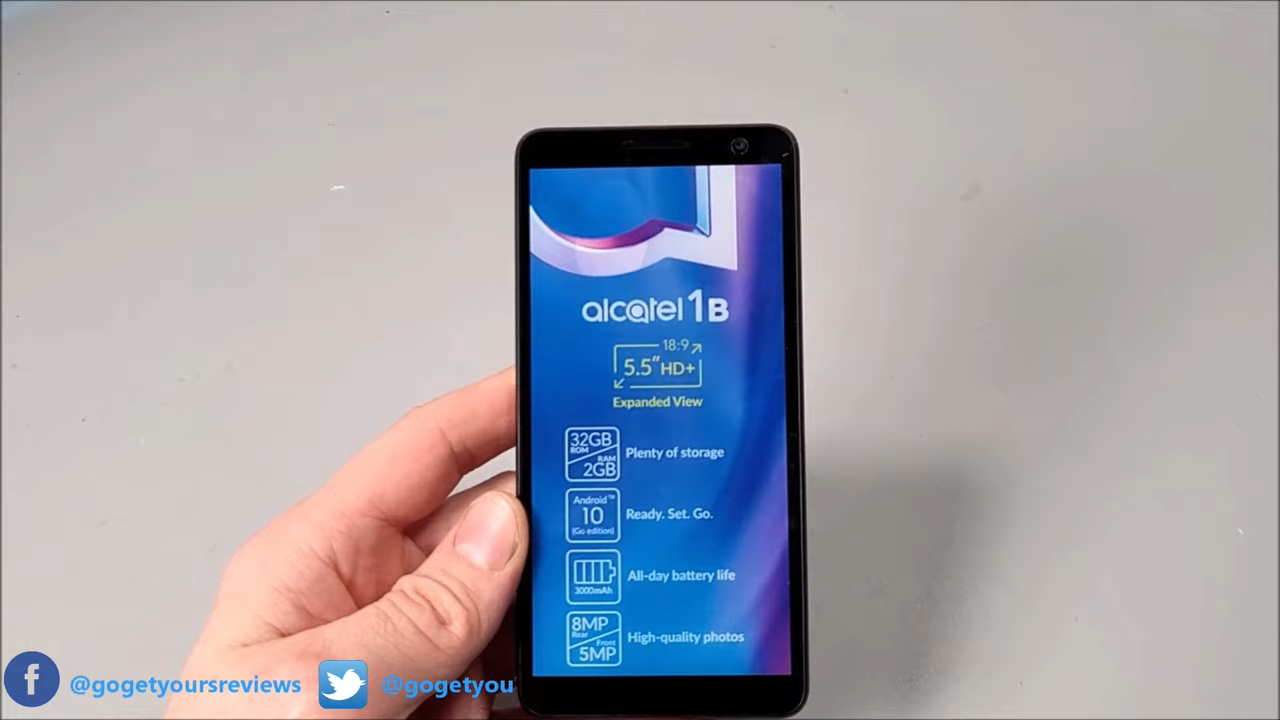 alcatel 1B
18:9
5.5" HD+
Expanded View
32GB
ROM
RAM
2GB
Plenty of storage
Android™
10
(Go edition)
Ready. Set. Go.
3000mAh
All-day battery life
8MP
Rear
Front
5MP
High-quality photos
f @gogetyoursreviews
@gogetyou